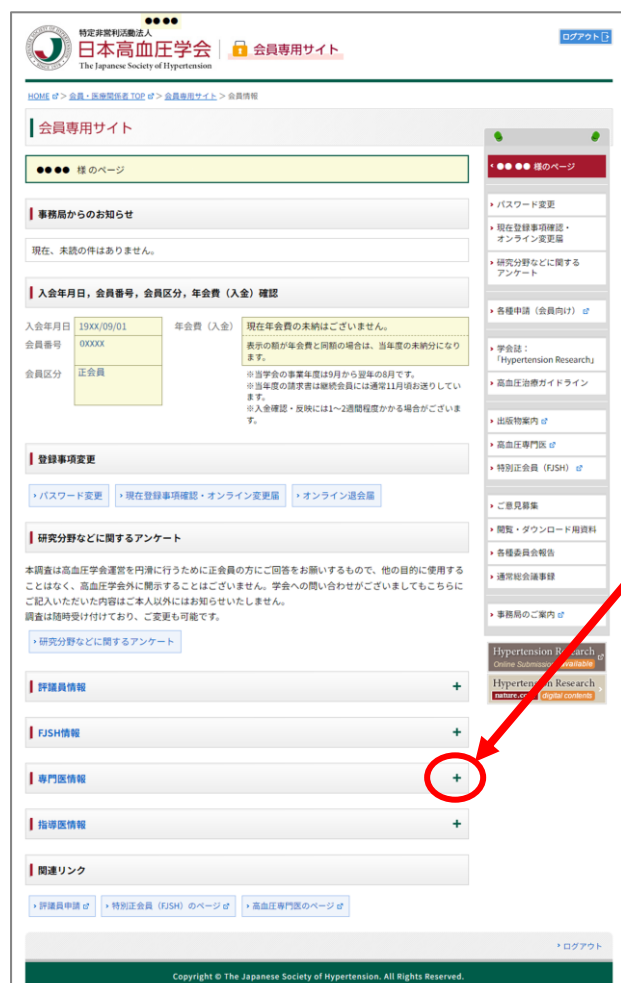 ●●●●
特定非営利活動法人
日本高血圧学会
The Japanese Society of Hypertension
会員専用サイト
ログアウト
HOME > 会員・医療関係者 TOP > 会員専用サイト > 会員情報
会員専用サイト
●●●● 様 のページ
事務局からのお知らせ
現在、未読の件はありません。
入会年月日，会員番号，会員区分，年会費（入金）確認
入会年月日 19XX/09/01
会員番号 0XXXX
会員区分 正会員
年会費（入金） 現在年会費の未納はございません。
表示の額が年会費と同額の場合は、当年度の未納分になり
ます。
※当学会の事業年度は9月から翌年の8月です。
※当年度の請求書は継続会員には通常11月頃お送りしてい
ます。
※入金確認・反映には1～2週間程度かかる場合がございま
す。
登録事項変更
パスワード変更
現在登録事項確認・オンライン変更届
オンライン退会届
研究分野などに関するアンケート
本調査は高血圧学会運営を円滑に行うために正会員の方にご回答をお願いするもので、他の目的に使用する
ことはなく、高血圧学会外に開示することはございません。学会への問い合わせがございましてもこちらに
ご記入いただいた内容はご本人以外にはお知らせいたしません。
調査は随時受け付けており、ご変更も可能です。
研究分野などに関するアンケート
評議員情報 +
FJSH情報 +
専門医情報 +
指導医情報 +
関連リンク
評議員申請
特別正会員（FJSH）のページ
高血圧専門医のページ
●● ●● 様のページ
パスワード変更
現在登録事項確認・
オンライン変更届
研究分野などに関する
アンケート
各種申請（会員向け）
学会誌：
「Hypertension Research」
高血圧治療ガイドライン
出版物案内
高血圧専門医
特別正会員（FJSH）
ご意見募集
閲覧・ダウンロード用資料
各種委員会報告
通常総会議事録
事務局のご案内
Hypertension Research
Online Submission available
Hypertension Research
nature.com digital contents
ログアウト
Copyright © The Japanese Society of Hypertension. All Rights Reserved.